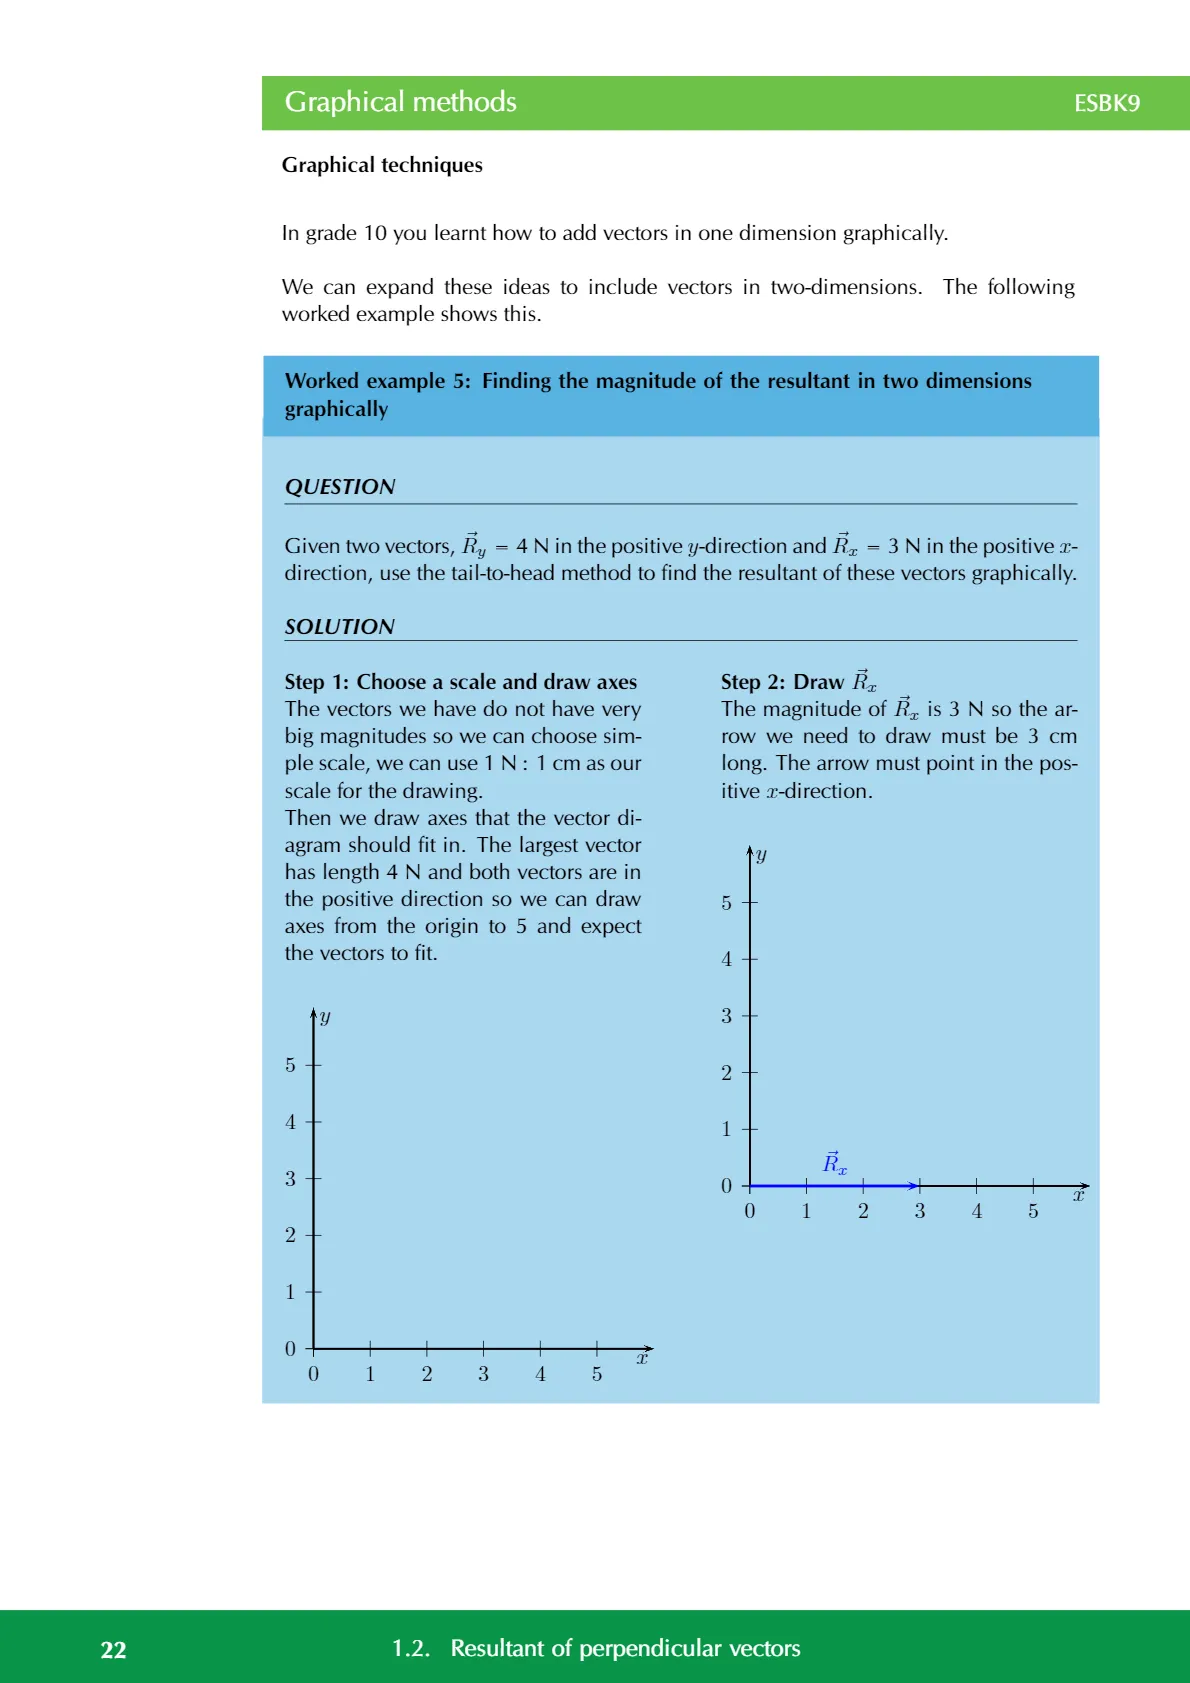 Graphical methods ESBK9
Graphical techniques
In grade 10 you learnt how to add vectors in one dimension graphically.
We can expand these ideas to include vectors in two-dimensions. The following
worked example shows this.
Worked example 5: Finding the magnitude of the resultant in two dimensions
graphically
QUESTION
Given two vectors, $\vec{R}_y$ = 4 N in the positive y-direction and $\vec{R}_x$ = 3 N in the positive x-
direction, use the tail-to-head method to find the resultant of these vectors graphically.
SOLUTION
Step 1: Choose a scale and draw axes
The vectors we have do not have very
big magnitudes so we can choose sim-
ple scale, we can use 1 N : 1 cm as our
scale for the drawing.
Then we draw axes that the vector di-
agram should fit in. The largest vector
has length 4 N and both vectors are in
the positive direction so we can draw
axes from the origin to 5 and expect
the vectors to fit.
y
5
4
3
2
1
0
x
0 1 2 3 4 5
Step 2: Draw $\vec{R}_x$
The magnitude of $\vec{R}_x$ is 3 N so the ar-
row we need to draw must be 3 cm
long. The arrow must point in the pos-
itive x-direction.
y
5
4
3
2
1
$\vec{R}_x$
0
x
0 1 2 3 4 5
22 1.2. Resultant of perpendicular vectors